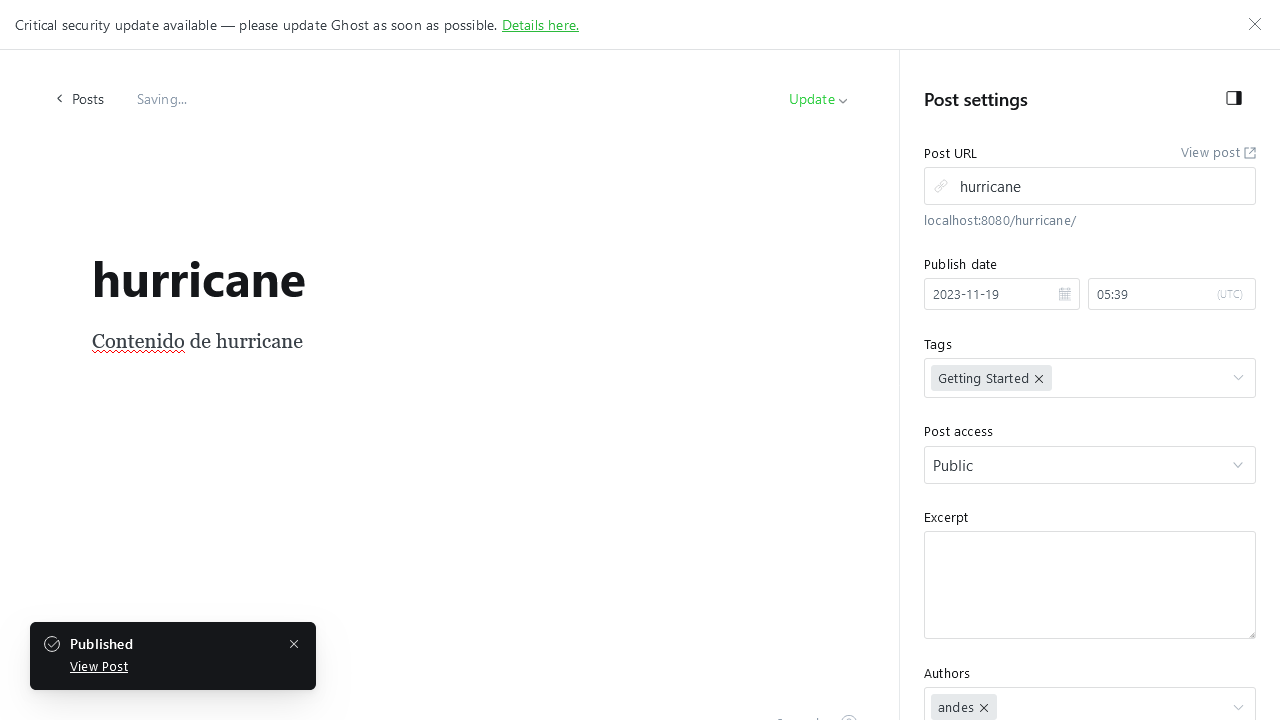 Critical security update available — please update Ghost as soon as possible. Details here.
Posts
Saving...
Update
hurricane
Contenido de hurricane
Published
View Post
Post settings
Post URL
View post
hurricane
localhost:8080/hurricane/
Publish date
2023-11-19
05:39
(UTC)
Tags
Getting Started
Post access
Public
Excerpt
Authors
andes